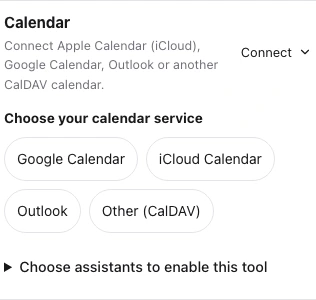 Calendar
Connect Apple Calendar (iCloud),
Google Calendar, Outlook or another
CalDAV calendar.
Connect
Choose your calendar service
Google Calendar
iCloud Calendar
Outlook
Other (CalDAV)
Choose assistants to enable this tool